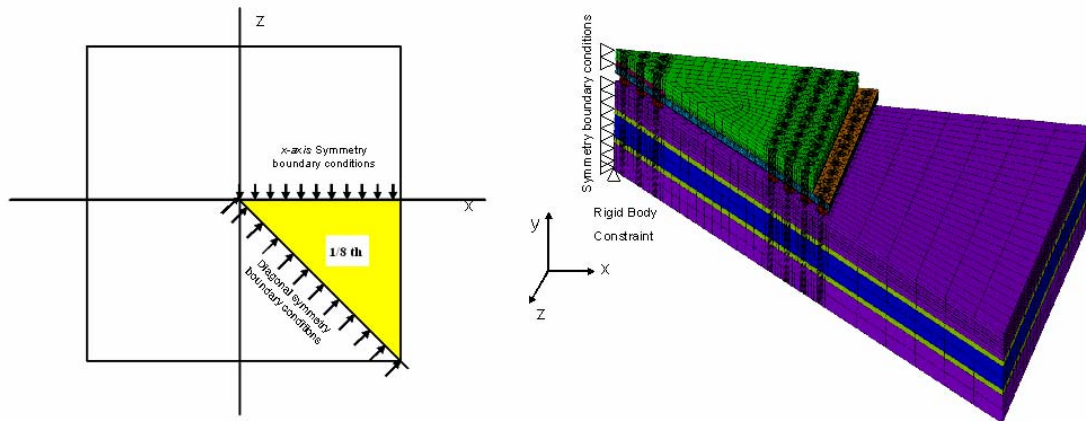 Z
x-axis Symmetry
boundary conditions
X
1/8 th
Diagonal symmetry
boundary conditions
Symmetry boundary conditions
Rigid Body
Constraint
y
X
Z